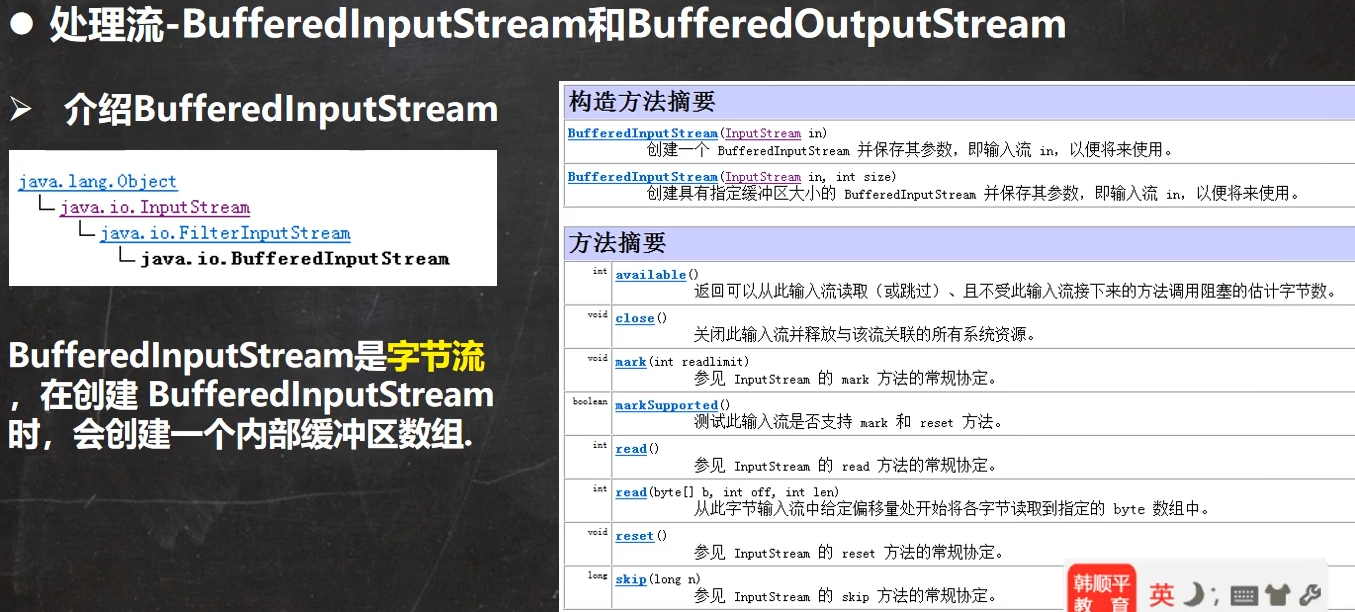 ● 处理流-BufferedInputStream和BufferedOutputStream
➢ 介绍BufferedInputStream
java.lang.Object
java.io.InputStream
java.io.FilterInputStream
java.io.BufferedInputStream
BufferedInputStream是字节流
，在创建 BufferedInputStream
时，会创建一个内部缓冲区数组.
构造方法摘要
BufferedInputStream(InputStream in)
创建一个 BufferedInputStream 并保存其参数，即输入流 in，以便将来使用。
BufferedInputStream(InputStream in, int size)
创建具有指定缓冲区大小的 BufferedInputStream 并保存其参数，即输入流 in，以便将来使用。
方法摘要
int available()
返回可以从此输入流读取（或跳过）、且不受此输入流接下来的方法调用阻塞的估计字节数。
void close()
关闭此输入流并释放与该流关联的所有系统资源。
void mark(int readlimit)
参见 InputStream 的 mark 方法的常规协定。
boolean markSupported()
测试此输入流是否支持 mark 和 reset 方法。
int read()
参见 InputStream 的 read 方法的常规协定。
int read(byte[] b, int off, int len)
从此字节输入流中给定偏移量处开始将各字节读取到指定的 byte 数组中。
void reset()
参见 InputStream 的 reset 方法的常规协定。
long skip(long n)
参见 InputStream 的 skip 方法的常规协定。
韩顺平
教 育
英